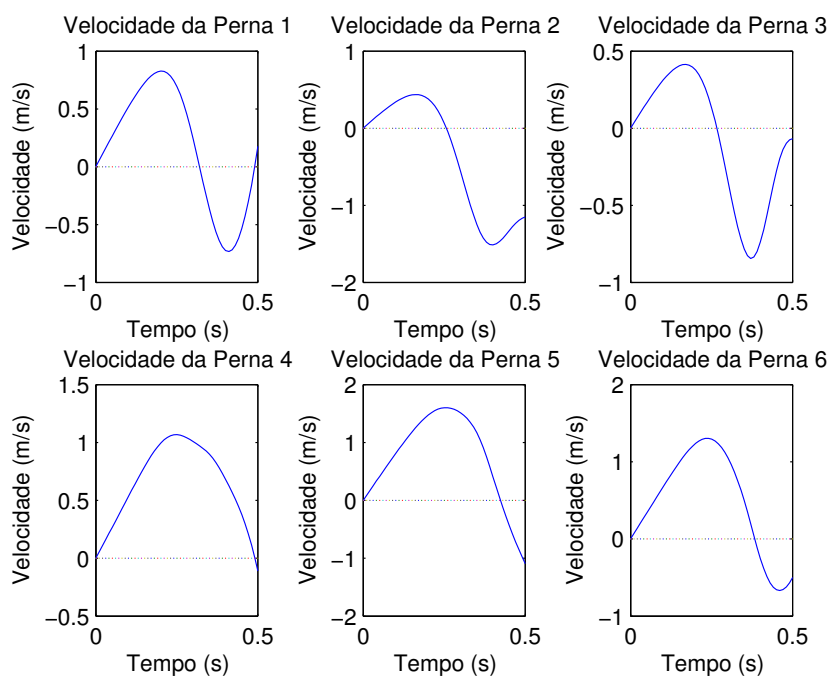 Velocidade da Perna 1
Velocidade (m/s)
1
0.5
0
−0.5
−1
0
0.5
Tempo (s)
Velocidade da Perna 2
Velocidade (m/s)
1
0
−1
−2
0
0.5
Tempo (s)
Velocidade da Perna 3
Velocidade (m/s)
0.5
0
−0.5
−1
0
0.5
Tempo (s)
Velocidade da Perna 4
Velocidade (m/s)
1.5
1
0.5
0
−0.5
0
0.5
Tempo (s)
Velocidade da Perna 5
Velocidade (m/s)
2
1
0
−1
−2
0
0.5
Tempo (s)
Velocidade da Perna 6
Velocidade (m/s)
2
1
0
−1
0
0.5
Tempo (s)